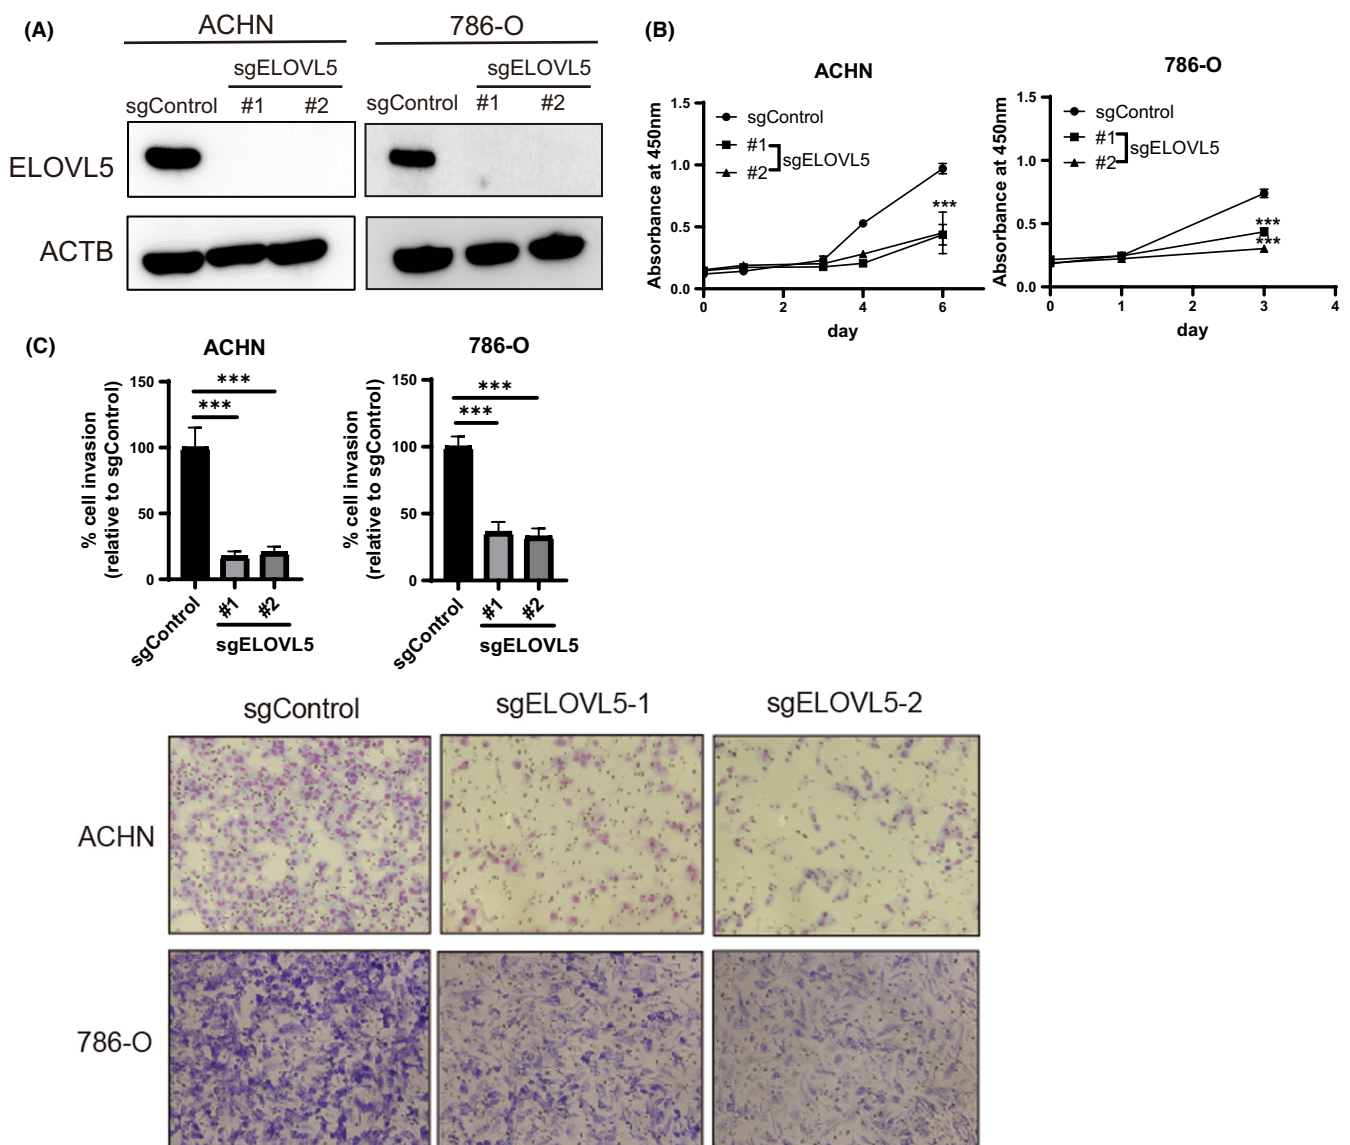 (A)
ACHN
786-O
sgELOVL5
sgELOVL5
sgControl
#1
#2
sgControl
#1
#2
ELOVL5
ACTB
(B)
ACHN
Absorbance at 450nm
1.5
1.0
0.5
0.0
sgControl
#1
#2
sgELOVL5
***
0
2
4
6
day
786-O
Absorbance at 450nm
1.5
1.0
0.5
0.0
sgControl
#1
#2
sgELOVL5
***
***
0
1
2
3
4
day
(C)
ACHN
% cell invasion
(relative to sgControl)
150
100
50
0
***
***
sgControl
#1
#2
sgELOVL5
786-O
% cell invasion
(relative to sgControl)
150
100
50
0
***
***
sgControl
#1
#2
sgELOVL5
sgControl
sgELOVL5-1
sgELOVL5-2
ACHN
786-O